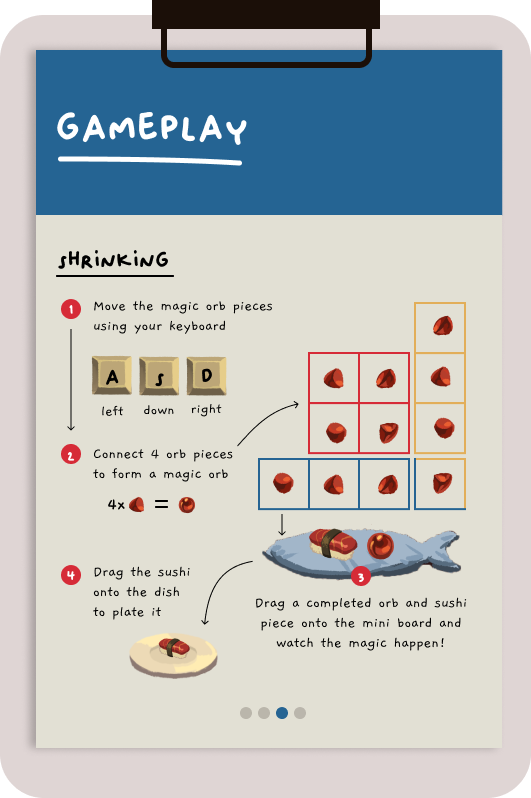 GAMEPLAY
SHRiNKiNG
1
Move the magic orb pieces
using your keyboard
A S D
left down right
2
Connect 4 orb pieces
to form a magic orb
4x =
3
Drag a completed orb and sushi
piece onto the mini board and
watch the magic happen!
4
Drag the sushi
onto the dish
to plate it